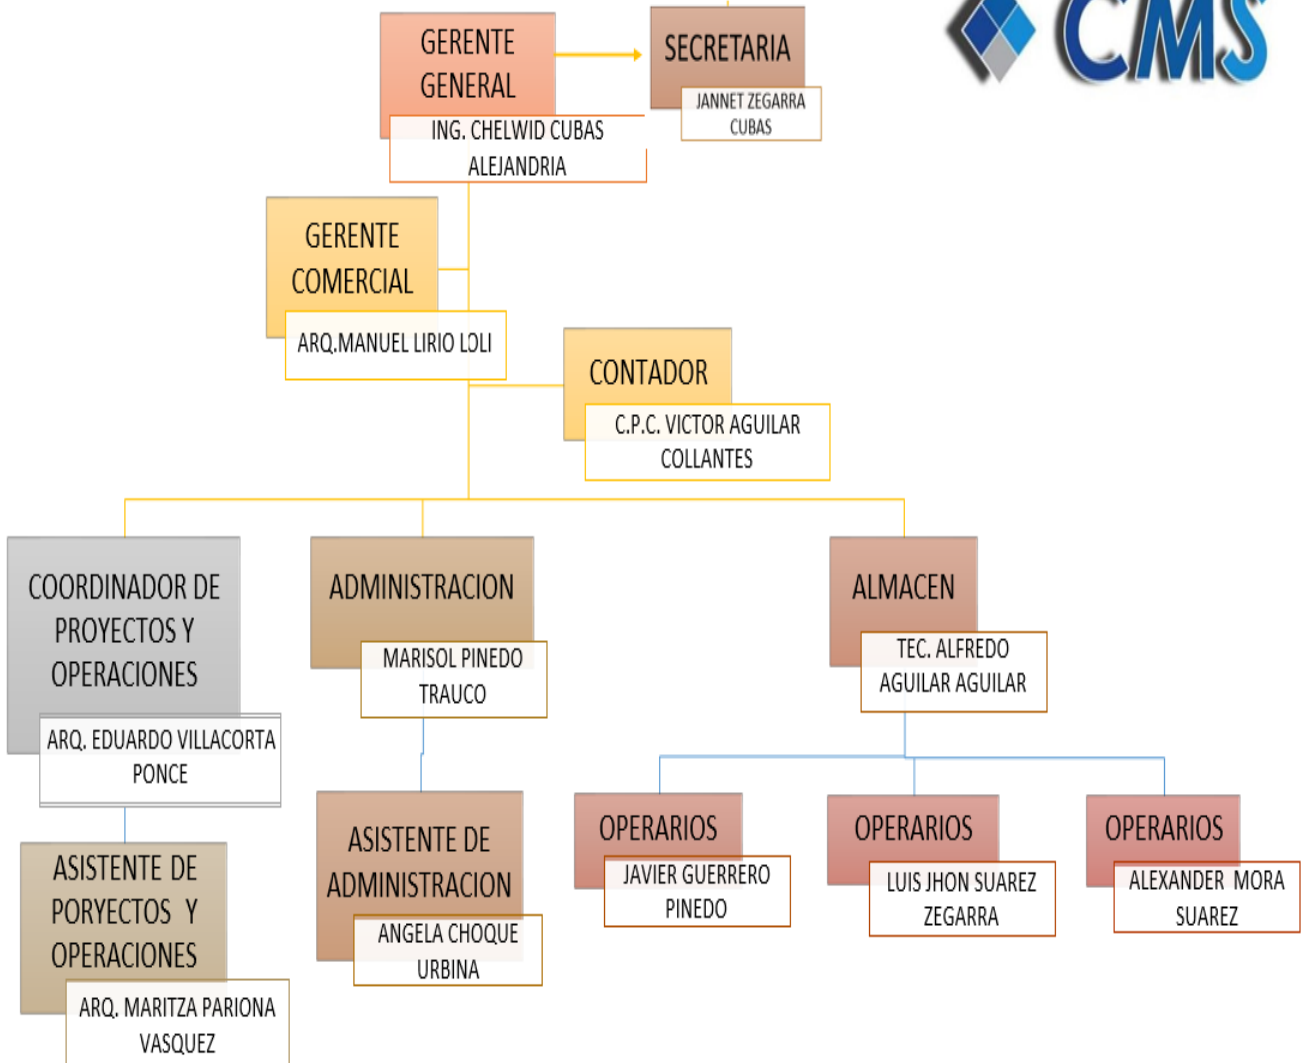 GERENTE
GENERAL
ING. CHELWID CUBAS
ALEJANDRIA
SECRETARIA
JANNET ZEGARRA
CUBAS
CMS
GERENTE
COMERCIAL
ARQ.MANUEL LIRIO LOLI
CONTADOR
C.P.C. VICTOR AGUILAR
COLLANTES
COORDINADOR DE
PROYECTOS Y
OPERACIONES
ARQ. EDUARDO VILLACORTA
PONCE
ADMINISTRACION
MARISOL PINEDO
TRAUCO
ALMACEN
TEC. ALFREDO
AGUILAR AGUILAR
ASISTENTE DE
PORYECTOS Y
OPERACIONES
ARQ. MARITZA PARIONA
VASQUEZ
ASISTENTE DE
ADMINISTRACION
ANGELA CHOQUE
URBINA
OPERARIOS
JAVIER GUERRERO
PINEDO
OPERARIOS
LUIS JHON SUAREZ
ZEGARRA
OPERARIOS
ALEXANDER MORA
SUAREZ